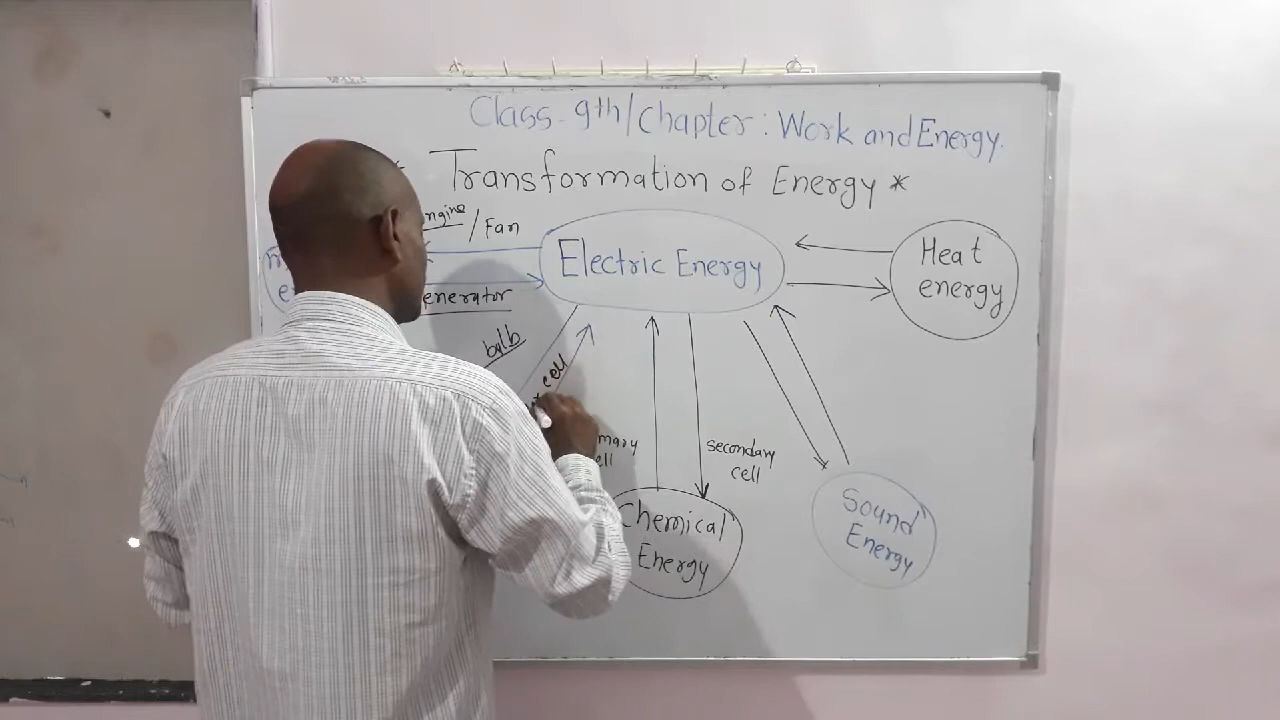 Class - 9th/Chapter : Work and Energy.
* Transformation of Energy *
/ Fan
Electric Energy
Heat
energy
bulb
cell
secondary
cell
Chemical
Energy
Sound
Energy